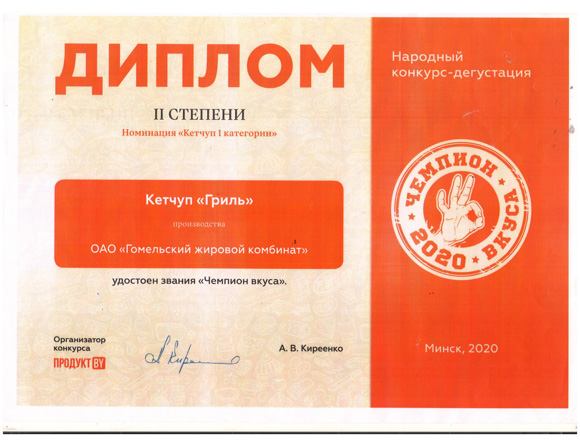 ДИПЛОМ
II СТЕПЕНИ
Номинация «Кетчуп 1 категории»
Кетчуп «Гриль»
производства
ОАО «Гомельский жировой комбинат»
удостоен звания «Чемпион вкуса».
Организатор
конкурса
ПРОДУКТ BY
А. В. Киреенко
Народный
конкурс-дегустация
ЧЕМПИОН
ВКУСА
2020
Минск, 2020